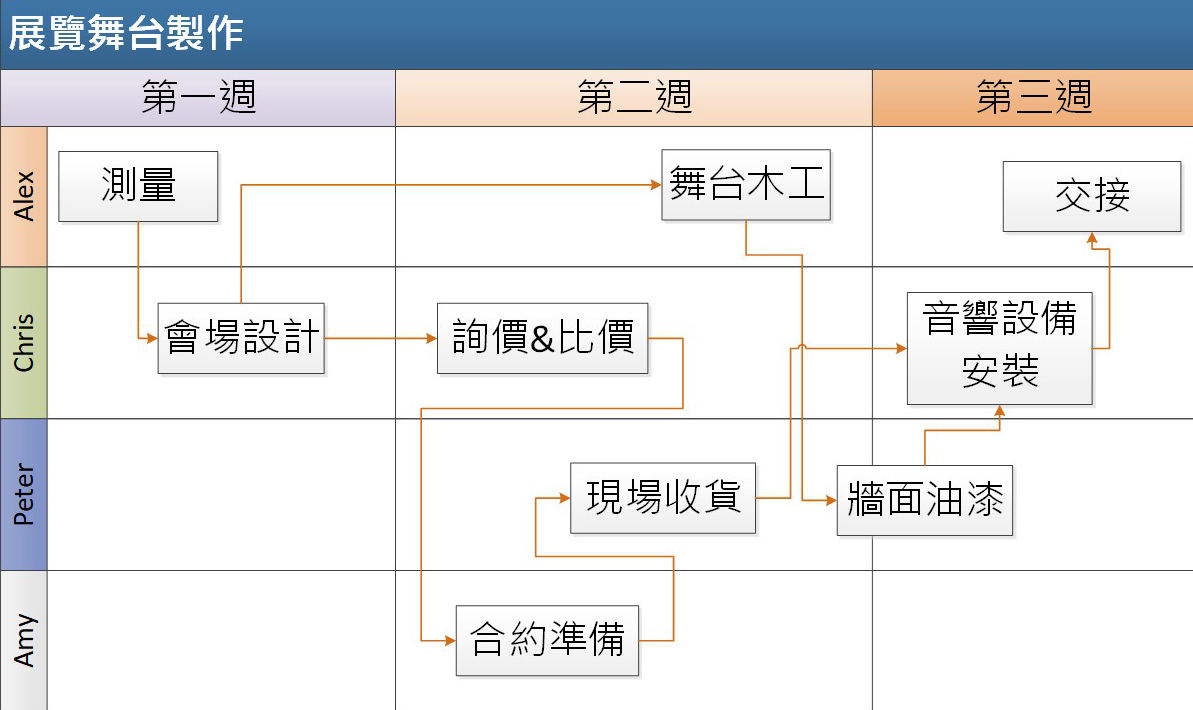 展覽舞台製作
第一週
第二週
第三週
Alex
測量
舞台木工
交接
Chris
會場設計
詢價&比價
音響設備
安裝
Peter
現場收貨
牆面油漆
Amy
合約準備